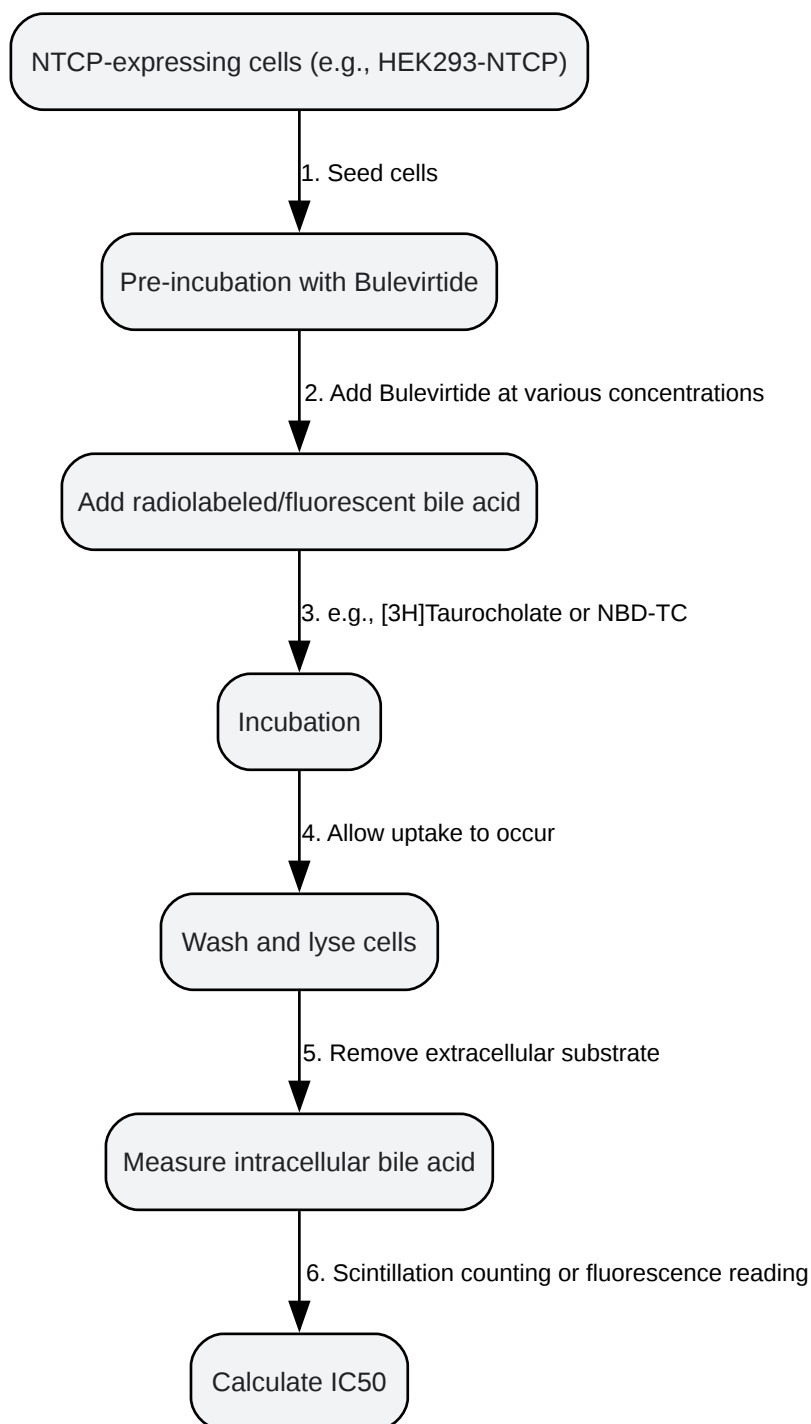 NTCP-expressing cells (e.g., HEK293-NTCP)
1. Seed cells
Pre-incubation with Bulevirtide
2. Add Bulevirtide at various concentrations
Add radiolabeled/fluorescent bile acid
3. e.g., [3H]Taurocholate or NBD-TC
Incubation
4. Allow uptake to occur
Wash and lyse cells
5. Remove extracellular substrate
Measure intracellular bile acid
6. Scintillation counting or fluorescence reading
Calculate IC50